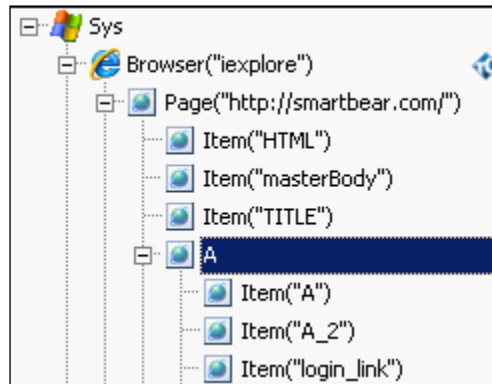 Sys
Browser("iexplore")
Page("http://smartbear.com/")
Item("HTML")
Item("masterBody")
Item("TITLE")
A
Item("A")
Item("A_2")
Item("login_link")